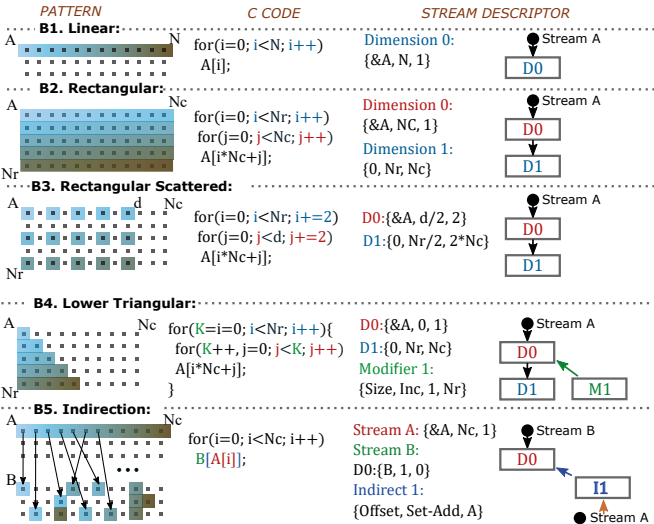 PATTERN C CODE STREAM DESCRIPTOR
B1. Linear:
A N
for(i=0; i<N; i++)
A[i];
Dimension 0:
{&A, N, 1}
Stream A
D0
B2. Rectangular:
A Nc
Nr
for(i=0; i<Nr; i++)
for(j=0; j<Nc; j++)
A[i*Nc+j];
Dimension 0:
{&A, NC, 1}
Dimension 1:
{0, Nr, Nc}
Stream A
D0
D1
B3. Rectangular Scattered:
A d Nc
Nr
for(i=0; i<Nr; i+=2)
for(j=0; j<d; j+=2)
A[i*Nc+j];
D0:{&A, d/2, 2}
D1:{0, Nr/2, 2*Nc}
Stream A
D0
D1
B4. Lower Triangular:
A Nc
Nr
for(K=i=0; i<Nr; i++){
for(K++, j=0; j<K; j++)
A[i*Nc+j];
}
D0:{&A, 0, 1}
D1:{0, Nr, Nc}
Modifier 1:
{Size, Inc, 1, Nr}
Stream A
D0
D1 M1
B5. Indirection:
A Nc
...
B
for(i=0; i<Nc; i++)
B[A[i]];
Stream A: {&A, Nc, 1}
Stream B:
D0:{B, 1, 0}
Indirect 1:
{Offset, Set-Add, A}
Stream B
D0
I1
Stream A